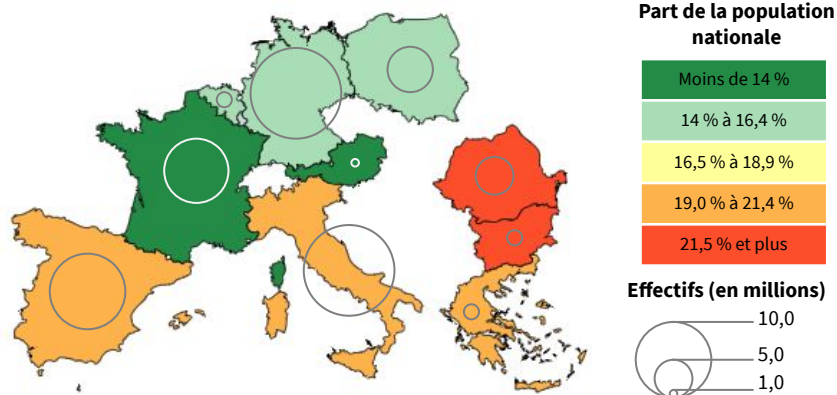 Part de la population
nationale
Moins de 14 %
14 % à 16,4 %
16,5 % à 18,9 %
19,0 % à 21,4 %
21,5 % et plus
Effectifs (en millions)
10,0
5,0
1,0